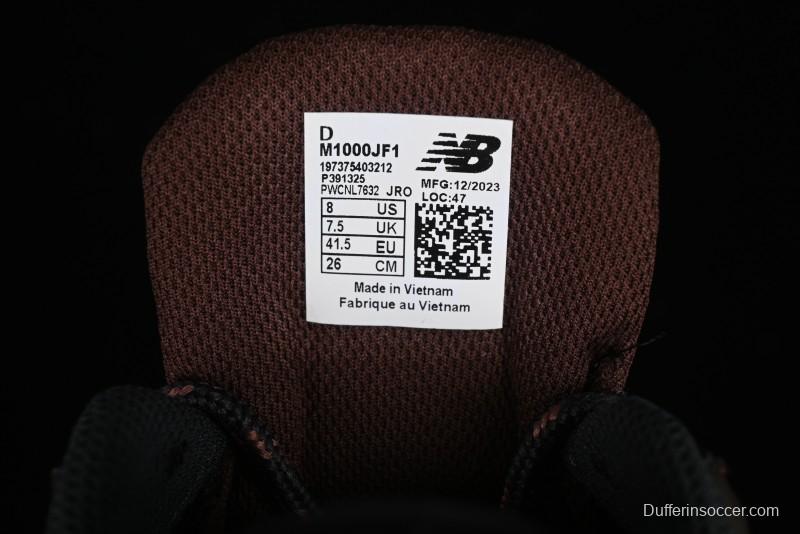 D
M1000JF1
197375403212
P391325
PWCNL7632 JRO
NB
MFG:12/2023
LOC:47
8 US
7.5 UK
41.5 EU
26 CM
Made in Vietnam
Fabrique au Vietnam
Dufferinsoccer.com